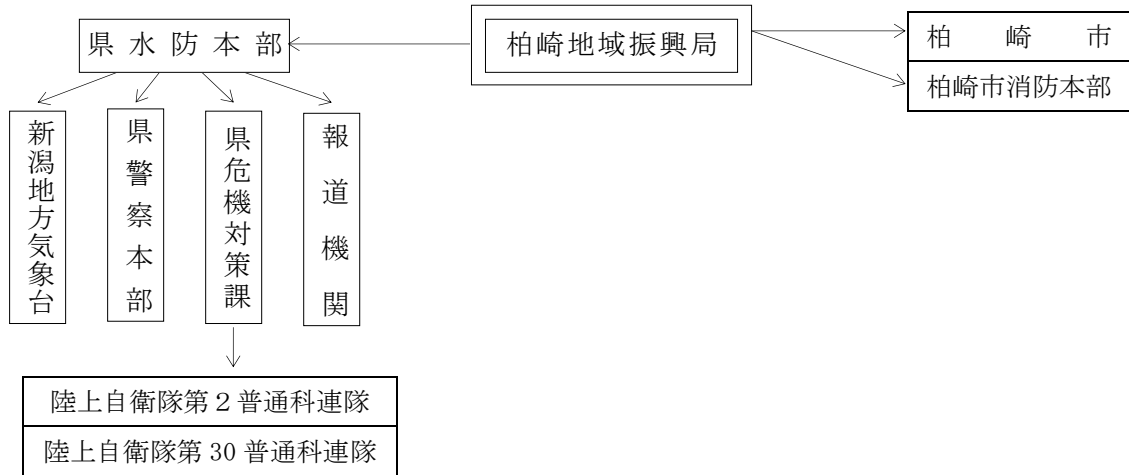 県水防本部
柏崎地域振興局
柏崎市
柏崎市消防本部
新潟地方気象台
県警察本部
県危機対策課
報道機関
陸上自衛隊第2普通科連隊
陸上自衛隊第30普通科連隊